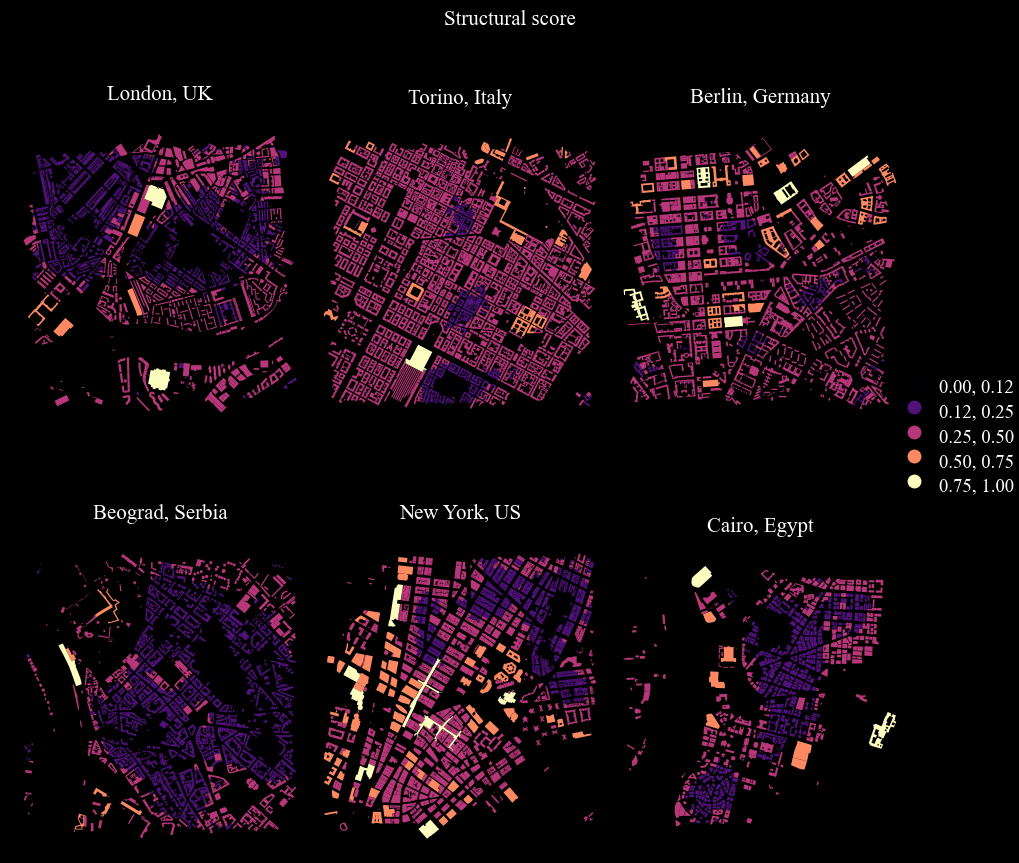 Structural score
London, UK
Torino, Italy
Berlin, Germany
0.00, 0.12
0.12, 0.25
0.25, 0.50
0.50, 0.75
0.75, 1.00
Beograd, Serbia
New York, US
Cairo, Egypt